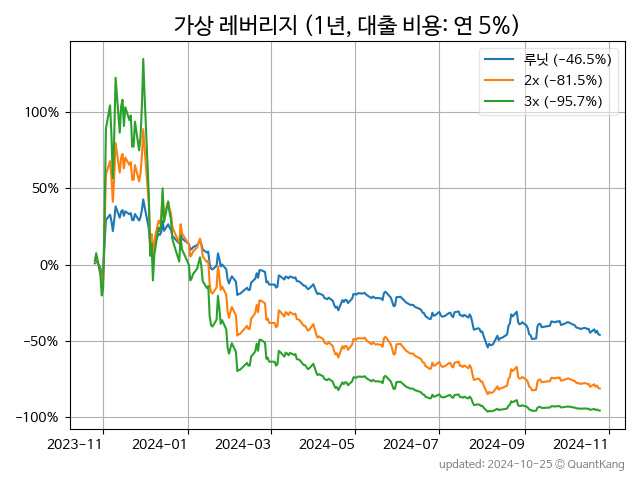 가상 레버리지 (1년, 대출 비용: 연 5%)
루닛 (-46.5%)
2x (-81.5%)
3x (-95.7%)
100%
50%
0%
−50%
−100%
2023-11 2024-01 2024-03 2024-05 2024-07 2024-09 2024-11
updated: 2024-10-25 © QuantKang